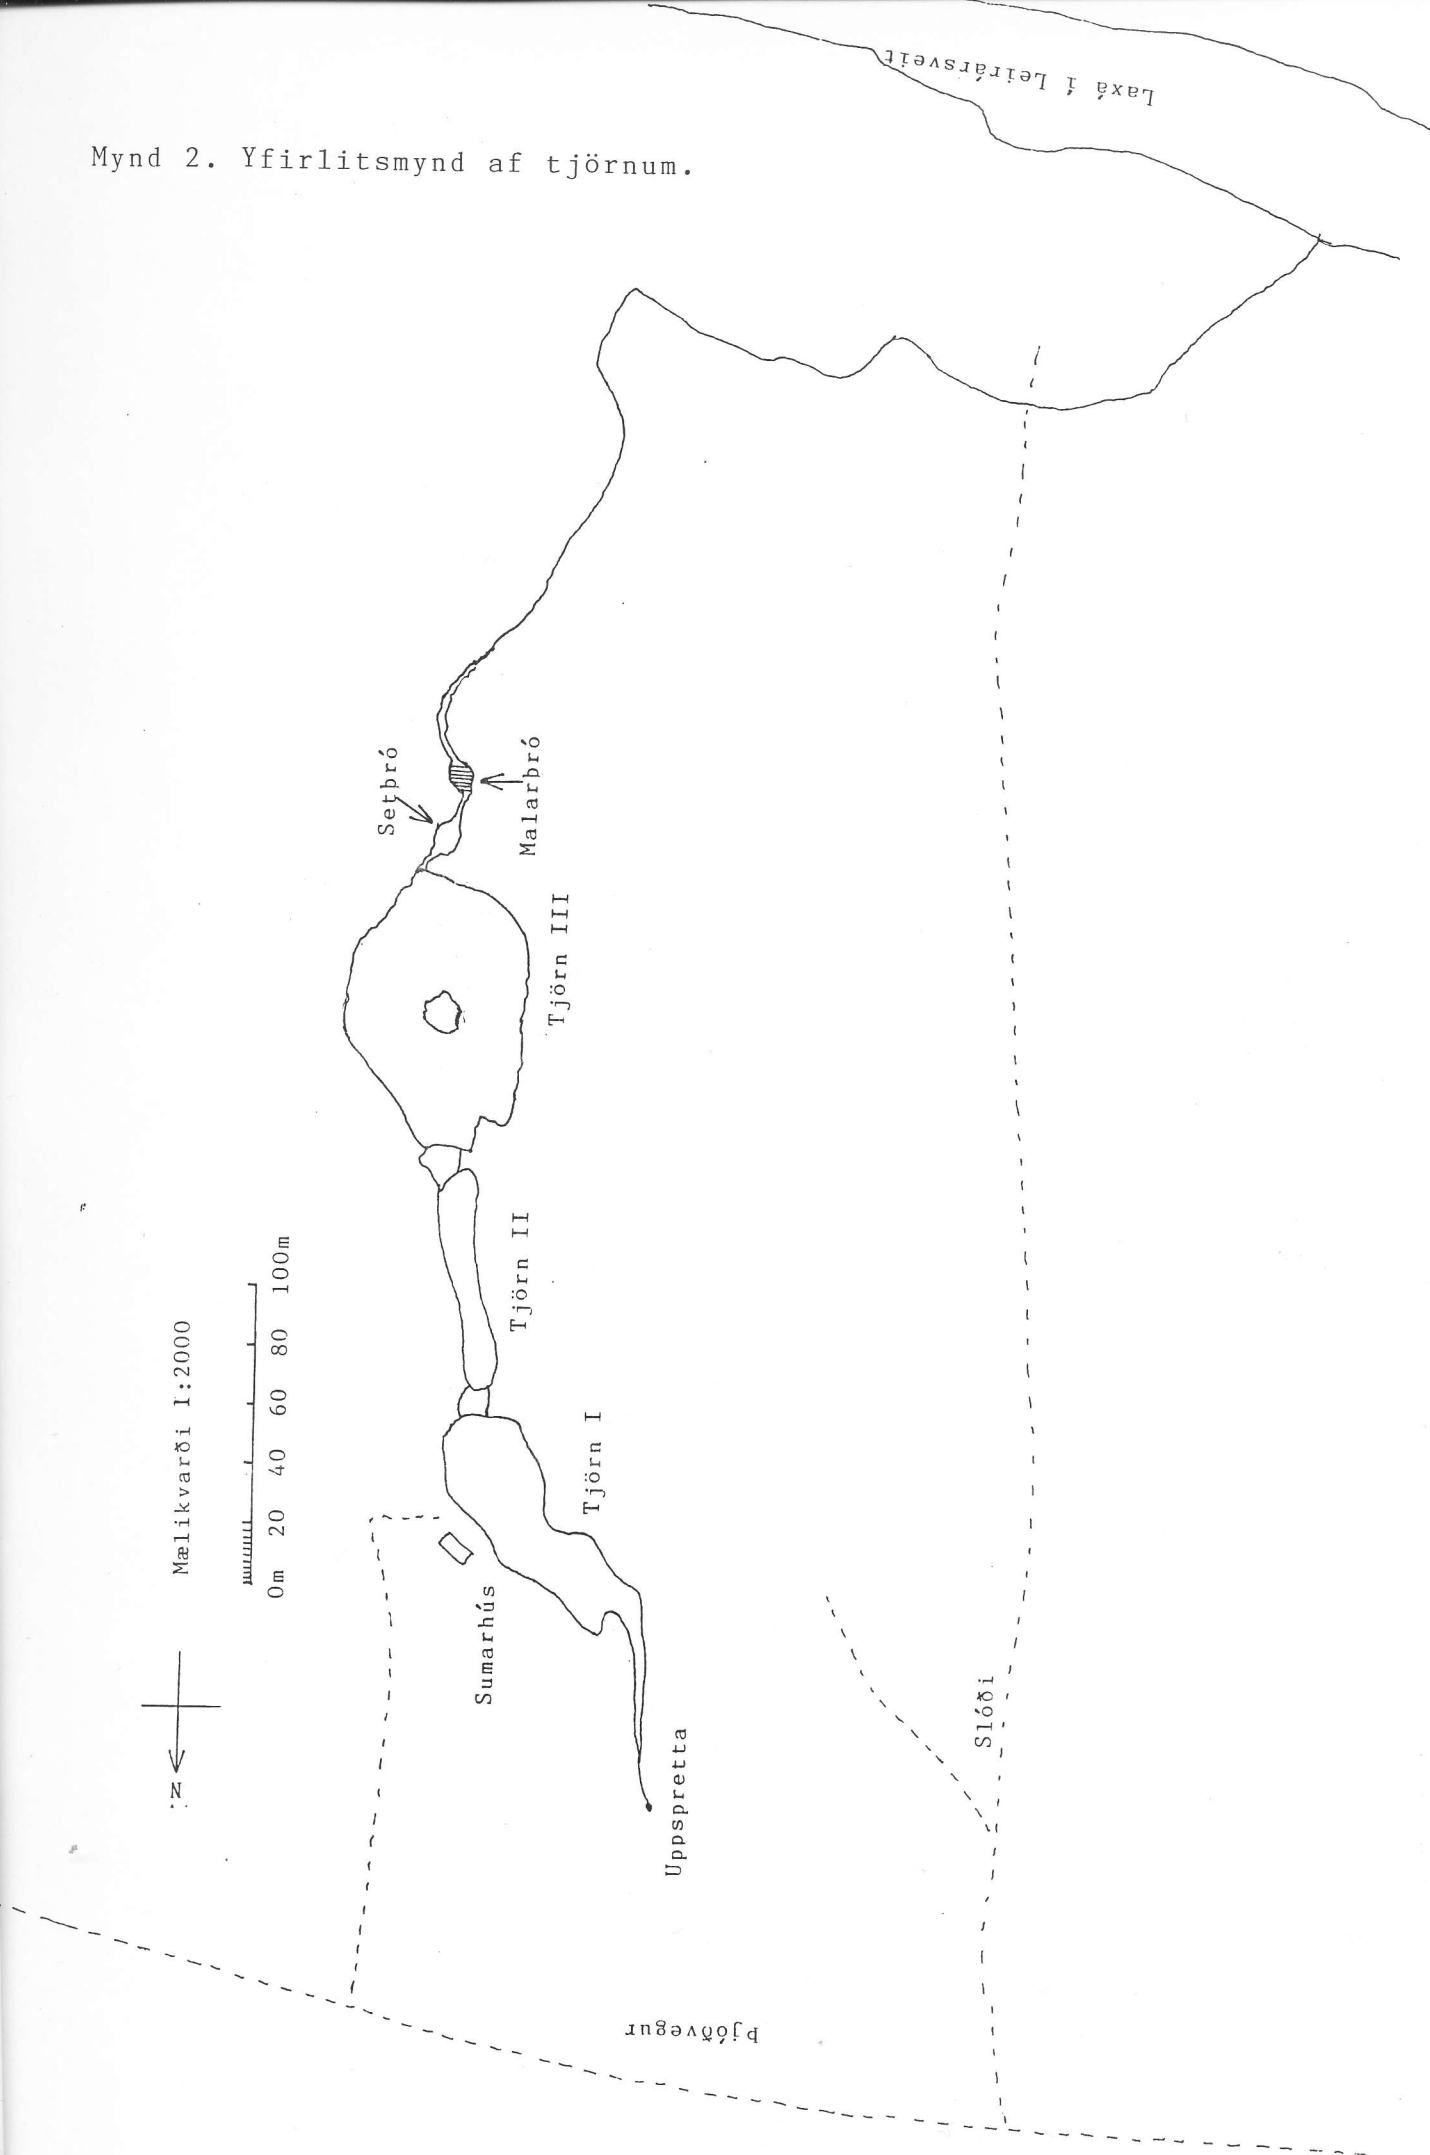 Mynd 2. Yfirlitsmynd af tjörnum.
Laxá í Leirársveit
Setþró
Malarþró
Tjörn III
Tjörn II
Tjörn I
Mælikvarði 1:2000
0m 20 40 60 80 100m
N
Sumarhús
Uppspretta
Slóði
Þjóðvegur